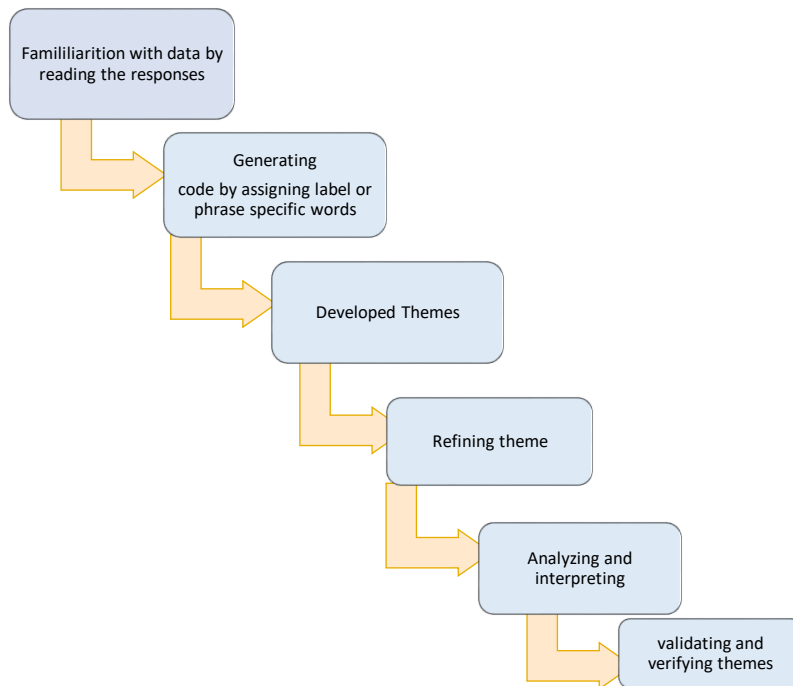 Famililiarition with data by
reading the responses
Generating
code by assigning label or
phrase specific words
Developed Themes
Refining theme
Analyzing and
interpreting
validating and
verifying themes